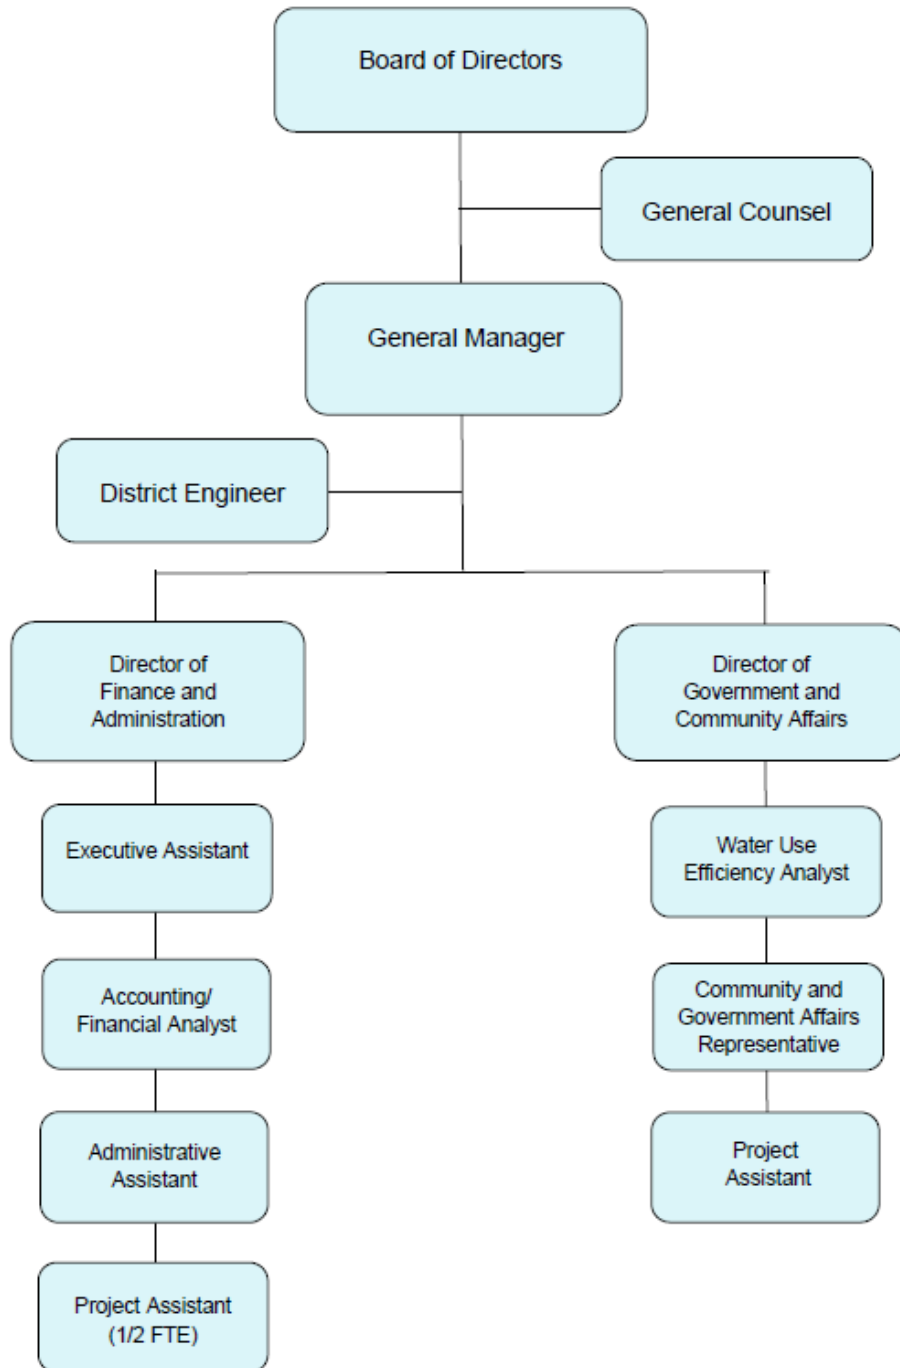 Board of Directors
General Counsel
General Manager
District Engineer
Director of
Finance and
Administration
Director of
Government and
Community Affairs
Executive Assistant
Water Use
Efficiency Analyst
Accounting/
Financial Analyst
Community and
Government Affairs
Representative
Administrative
Assistant
Project
Assistant
Project Assistant
(1/2 FTE)